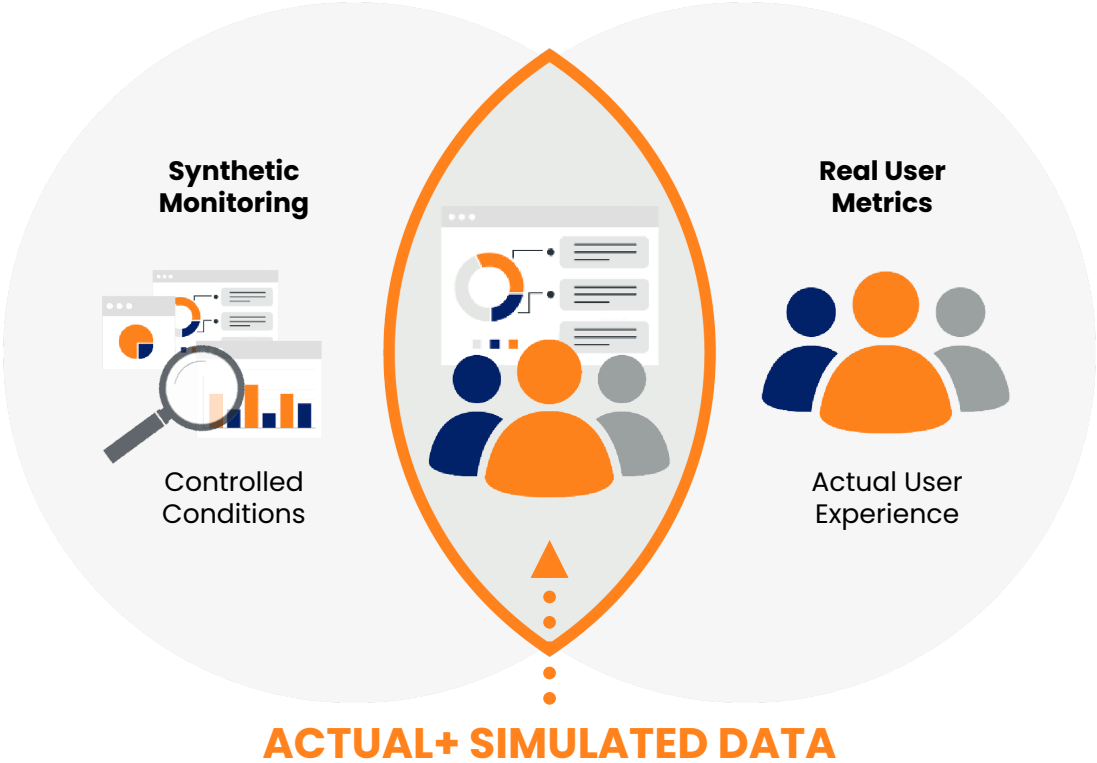 Synthetic
Monitoring
Controlled
Conditions
Real User
Metrics
Actual User
Experience
ACTUAL+ SIMULATED DATA